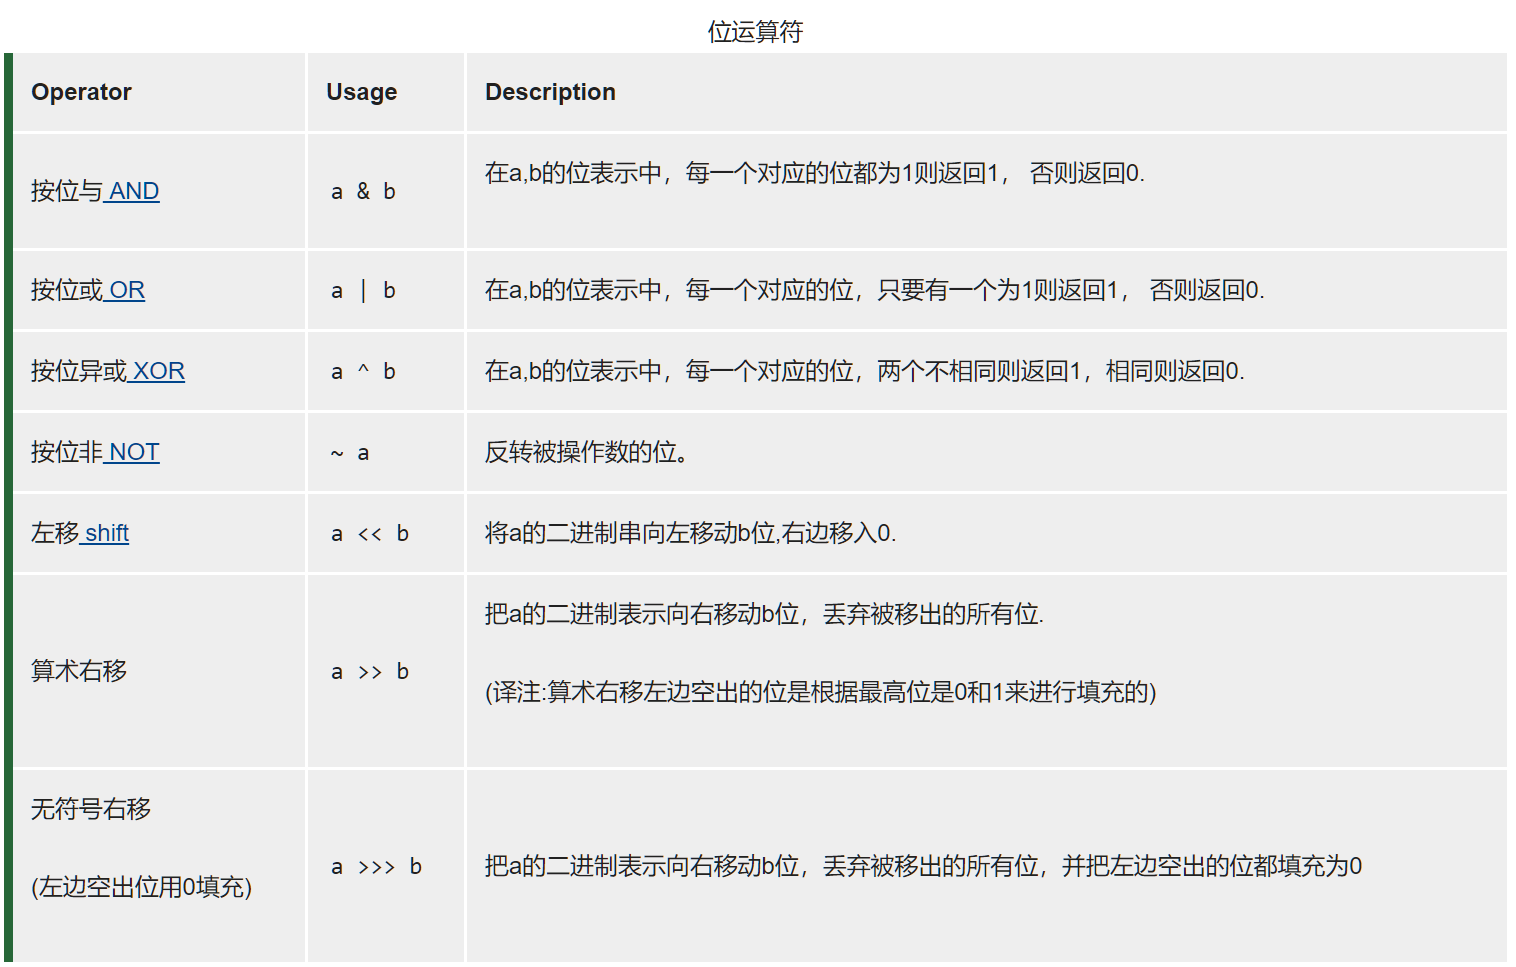 位运算符
Operator Usage Description
按位与 AND a & b 在a,b的位表示中，每一个对应的位都为1则返回1， 否则返回0.
按位或 OR a | b 在a,b的位表示中，每一个对应的位，只要有一个为1则返回1， 否则返回0.
按位异或 XOR a ^ b 在a,b的位表示中，每一个对应的位，两个不相同则返回1，相同则返回0.
按位非 NOT ~ a 反转被操作数的位。
左移 shift a << b 将a的二进制串向左移动b位,右边移入0.
算术右移 a >> b 把a的二进制表示向右移动b位，丢弃被移出的所有位.
(译注:算术右移左边空出的位是根据最高位是0和1来进行填充的)
无符号右移
(左边空出位用0填充) a >>> b 把a的二进制表示向右移动b位，丢弃被移出的所有位，并把左边空出的位都填充为0